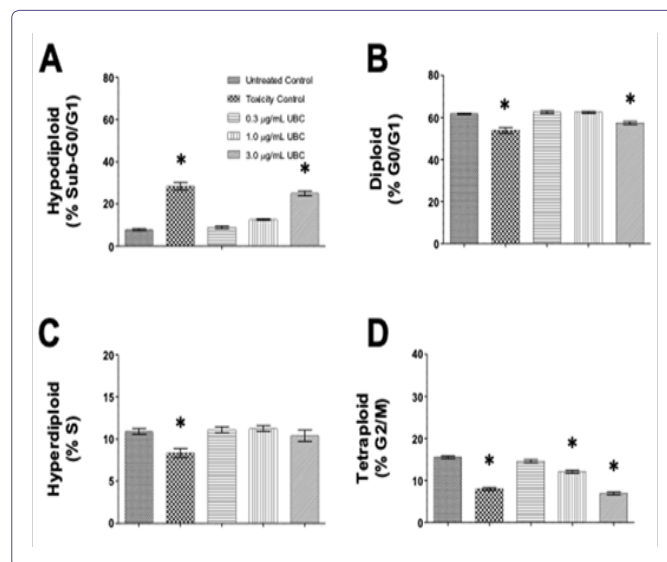 A
Hypodiploid
(% Sub-G0/G1)
80
60
40
20
0
Untreated Control
Toxicity Control
0.3 µg/mL UBC
1.0 µg/mL UBC
3.0 µg/mL UBC
*
*
B
Diploid
(% G0/G1)
80
60
40
20
0
*
*
C
Hyperdiploid
(% S)
20
15
10
5
0
*
D
Tetraploid
(% G2/M)
40
30
20
10
0
*
*
*